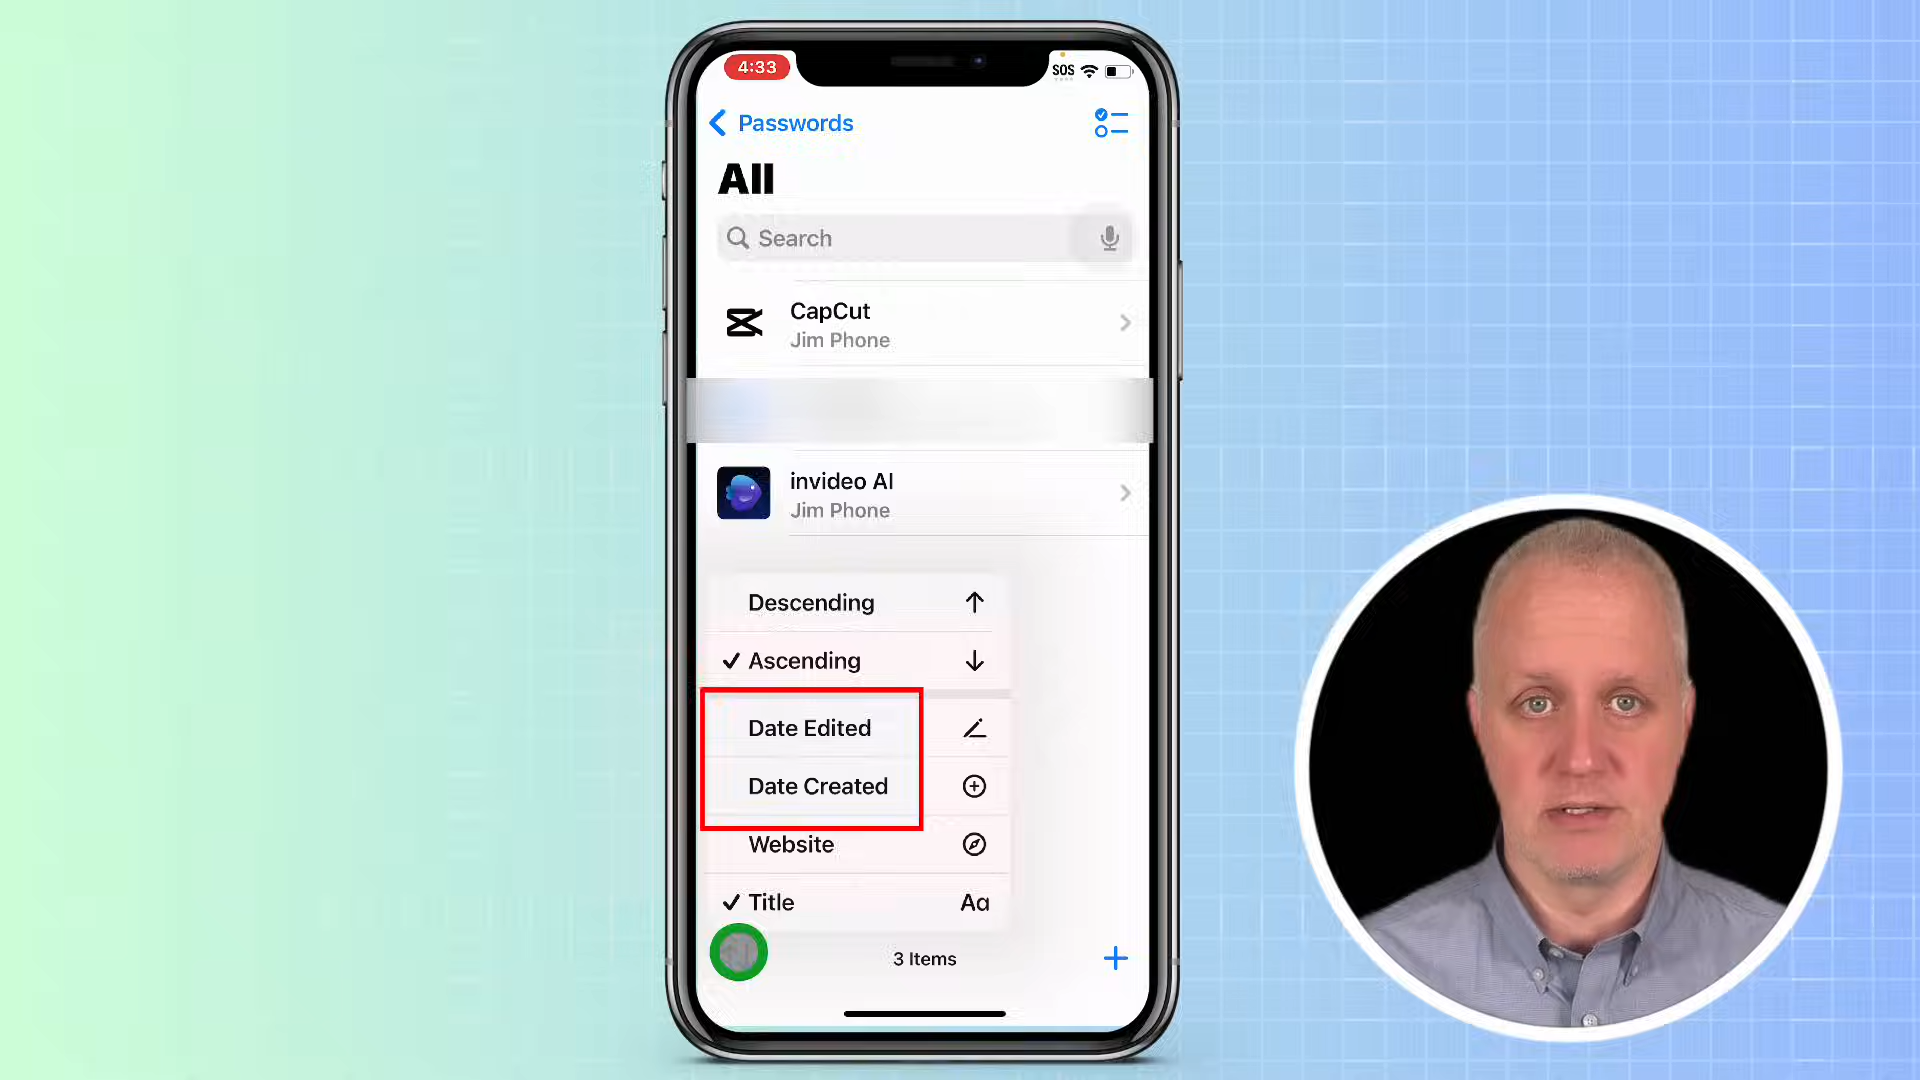 4:33
SOS
Passwords
All
Search
CapCut
Jim Phone
invideo AI
Jim Phone
Descending
Ascending
Date Edited
Date Created
Website
Title
Aa
3 Items